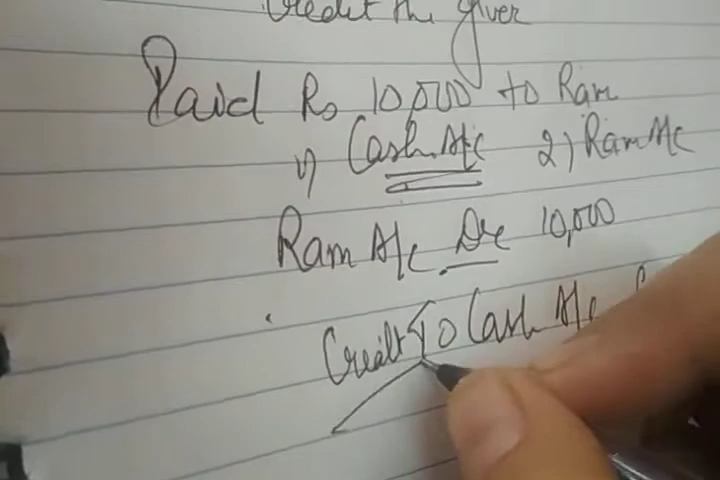 Credit the giver
Paid Rs 10,000 to Ram
1) Cash A/c 2) Ram A/c
Ram A/c Dr 10,000
Credit To Cash A/c